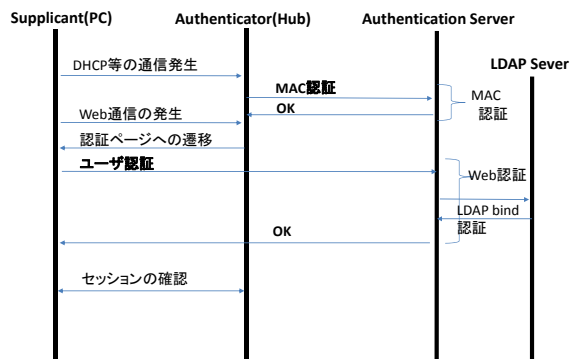 Supplicant(PC)
Authenticator(Hub)
Authentication Server
LDAP Sever
DHCP等の通信発生
MAC認証
OK
MAC
認証
Web通信の発生
認証ページへの遷移
ユーザ認証
Web認証
LDAP bind
認証
OK
セッションの確認